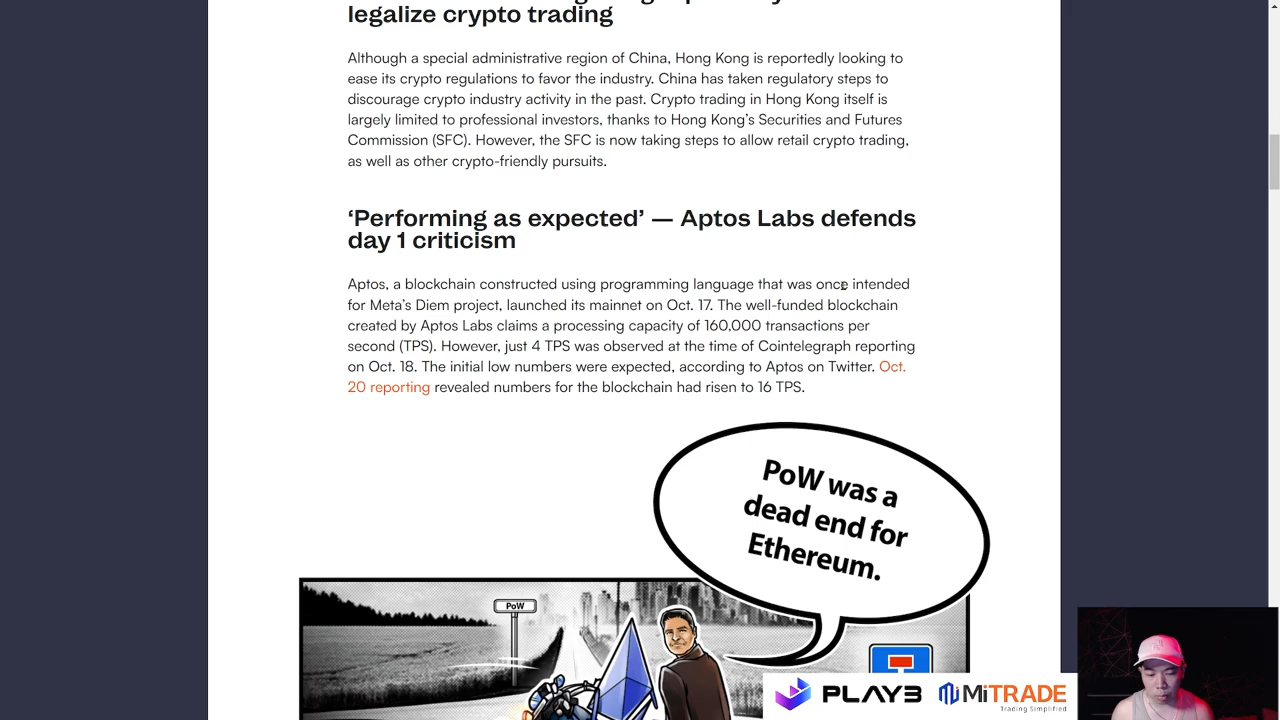 legalize crypto trading
Although a special administrative region of China, Hong Kong is reportedly looking to
ease its crypto regulations to favor the industry. China has taken regulatory steps to
discourage crypto industry activity in the past. Crypto trading in Hong Kong itself is
largely limited to professional investors, thanks to Hong Kong’s Securities and Futures
Commission (SFC). However, the SFC is now taking steps to allow retail crypto trading,
as well as other crypto-friendly pursuits.
‘Performing as expected’ — Aptos Labs defends
day 1 criticism
Aptos, a blockchain constructed using programming language that was once intended
for Meta’s Diem project, launched its mainnet on Oct. 17. The well-funded blockchain
created by Aptos Labs claims a processing capacity of 160,000 transactions per
second (TPS). However, just 4 TPS was observed at the time of Cointelegraph reporting
on Oct. 18. The initial low numbers were expected, according to Aptos on Twitter. Oct.
20 reporting revealed numbers for the blockchain had risen to 16 TPS.
PoW was a
dead end for
Ethereum.
PoW
PLAY3
MiTRADE
Trading Simplified